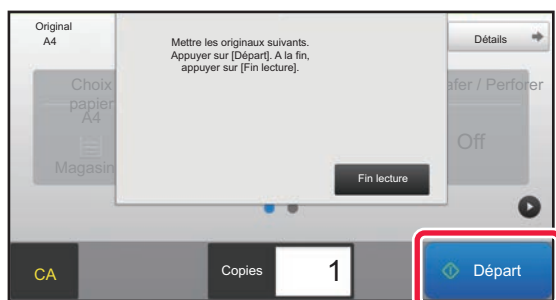 Original
A4
Mettre les originaux suivants.
Appuyer sur [Départ]. A la fin,
appuyer sur [Fin lecture].
Détails
Choix
papier
A4
Magasin
afer / Perforer
Off
Fin lecture
CA
Copies
1
Départ